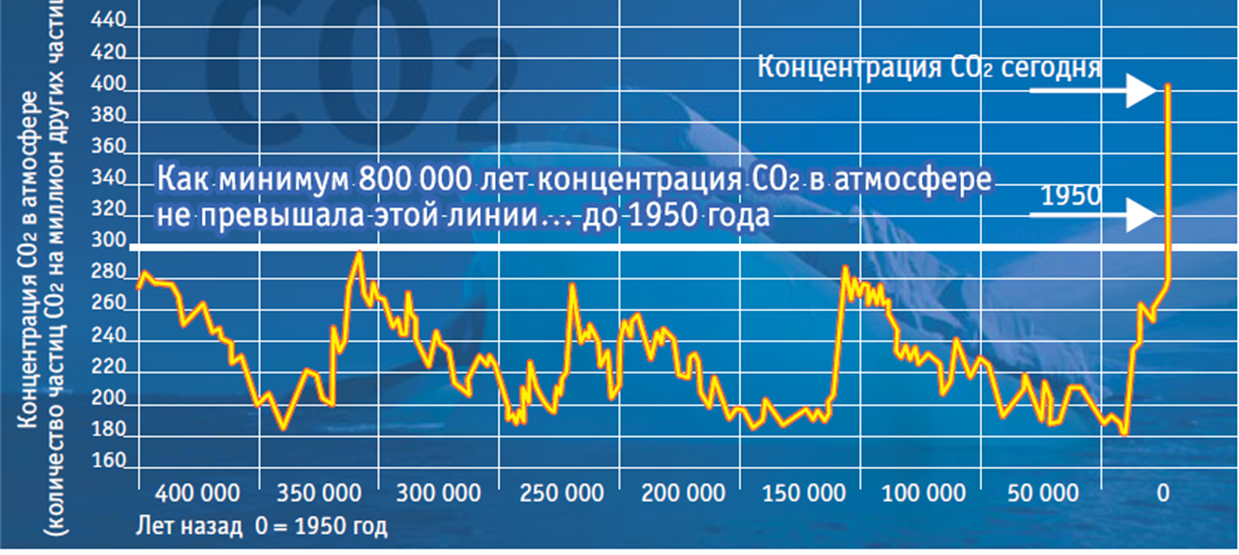 CO2
Концентрация CO2 в атмосфере
(количество частиц CO2 на миллион других частиц
440
420
400
380
360
340
320
300
280
260
240
220
200
180
160
Концентрация CO2 сегодня
Как минимум 800 000 лет концентрация CO2 в атмосфере
не превышала этой линии... до 1950 года
1950
400 000 350 000 300 000 250 000 200 000 150 000 100 000 50 000 0
Лет назад 0 = 1950 год